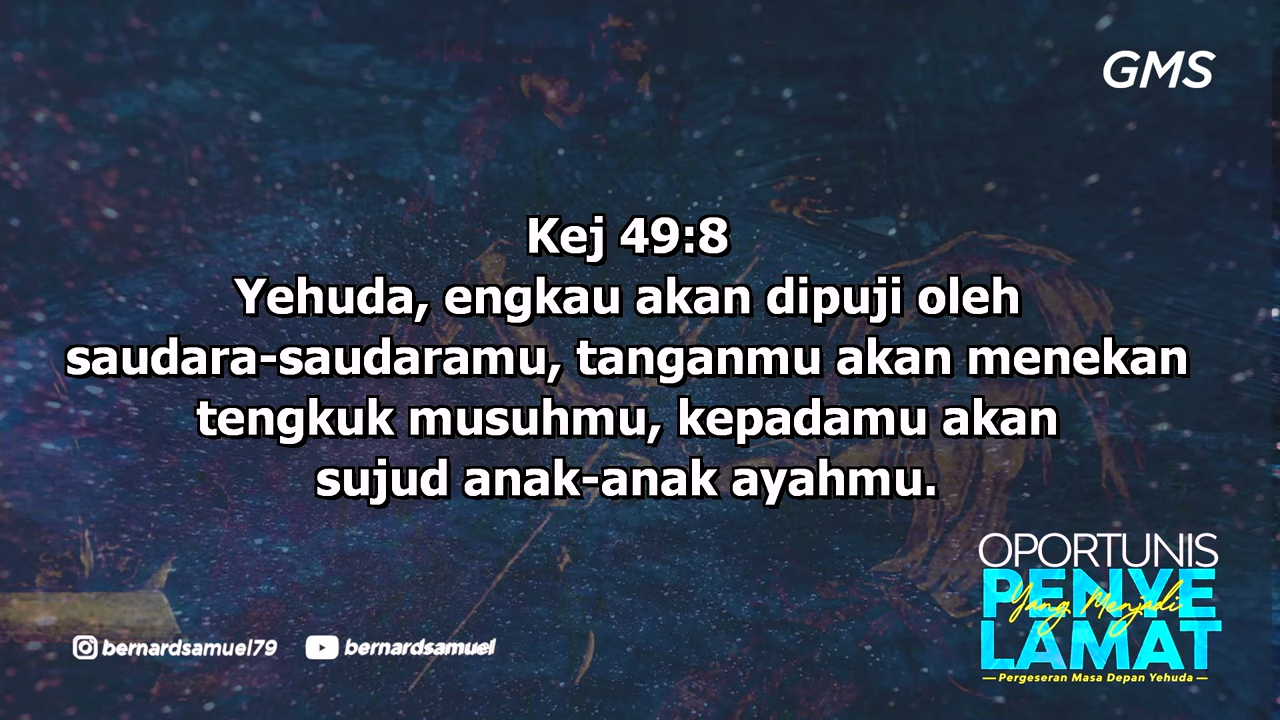 GMS
Kej 49:8
Yehuda, engkau akan dipuji oleh
saudara-saudaramu, tanganmu akan menekan
tengkuk musuhmu, kepadamu akan
sujud anak-anak ayahmu.
OPORTUNIS
Yang Menjadi
PENYE
LAMAT
— Pergeseran Masa Depan Yehuda —
bernardsamuel79 bernardsamuel